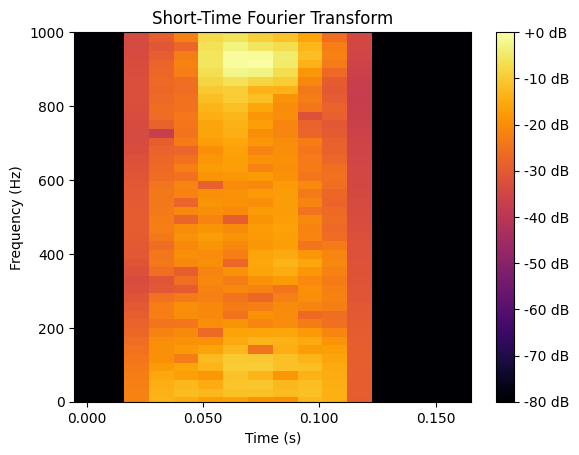 Short-Time Fourier Transform
1000
800
600
400
200
0
Frequency (Hz)
0.000
0.050
0.100
0.150
Time (s)
+0 dB
-10 dB
-20 dB
-30 dB
-40 dB
-50 dB
-60 dB
-70 dB
-80 dB